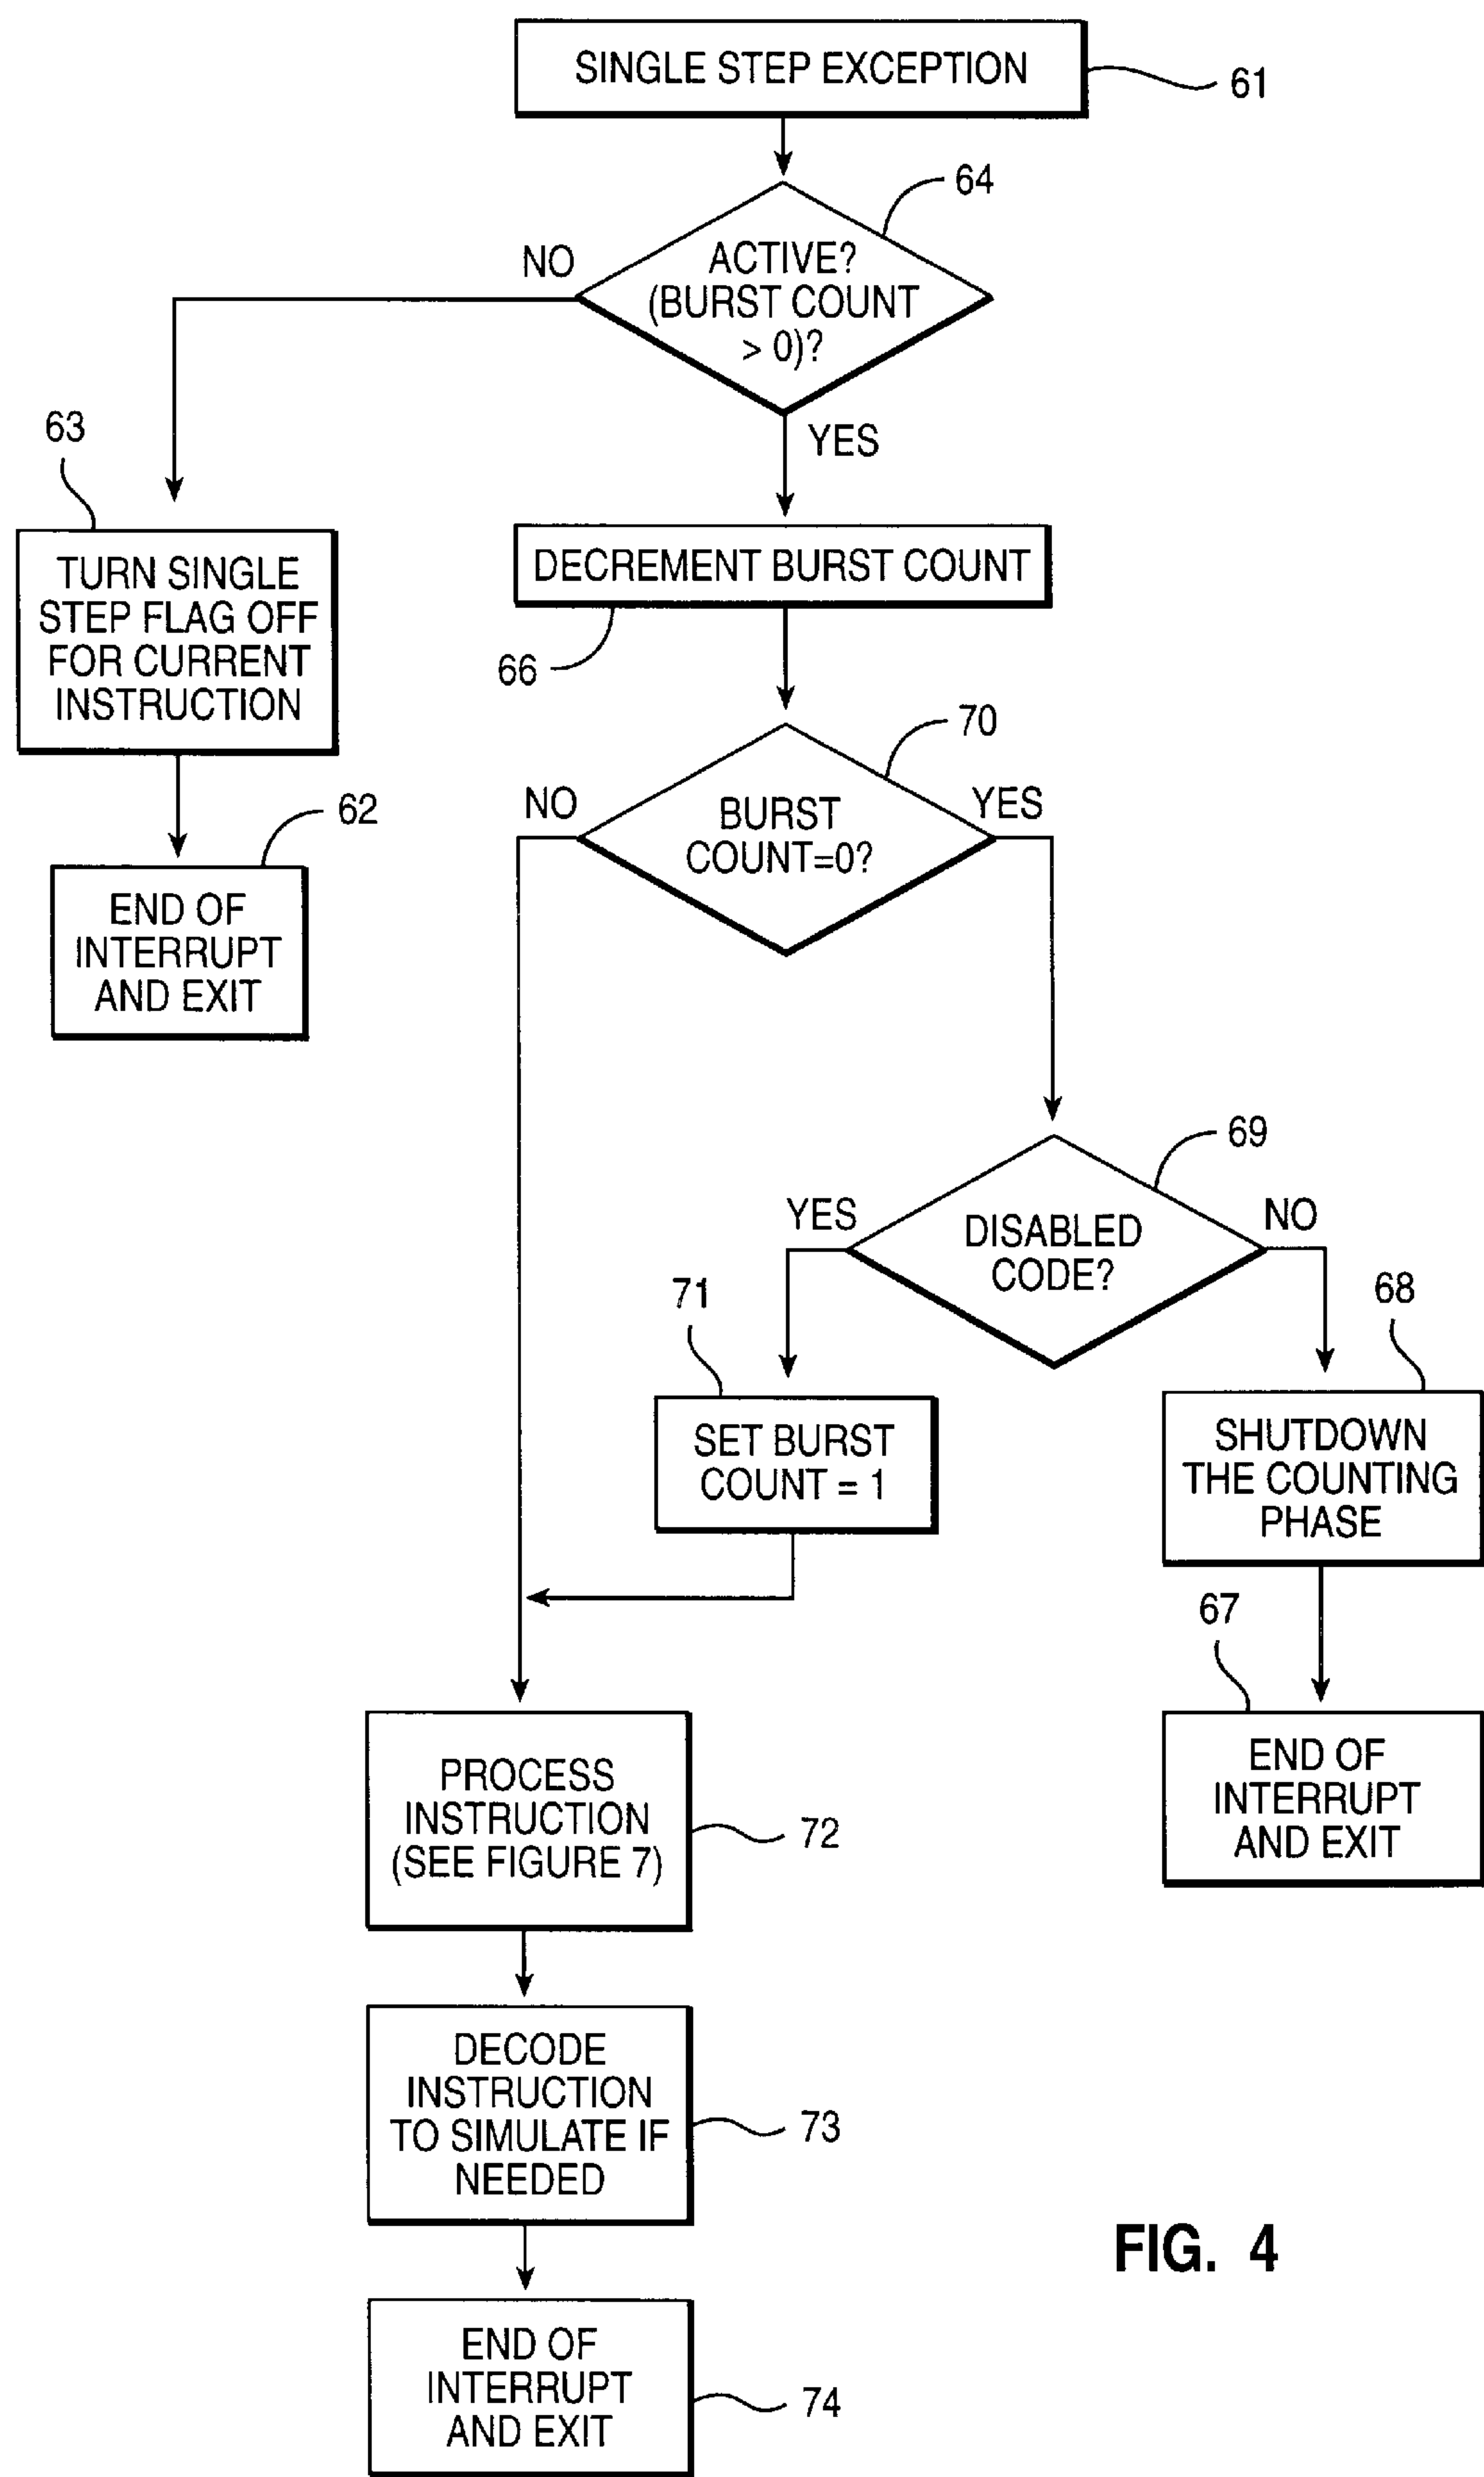 SINGLE STEP EXCEPTION
61
64
NO
ACTIVE?
(BURST COUNT
> 0)?
YES
63
TURN SINGLE
STEP FLAG OFF
FOR CURRENT
INSTRUCTION
DECREMENT BURST COUNT
66
62
END OF
INTERRUPT
AND EXIT
70
NO
BURST
COUNT=0?
YES
69
YES
DISABLED
CODE?
NO
71
SET BURST
COUNT = 1
68
SHUTDOWN
THE COUNTING
PHASE
67
END OF
INTERRUPT
AND EXIT
PROCESS
INSTRUCTION
(SEE FIGURE 7)
72
DECODE
INSTRUCTION
TO SIMULATE IF
NEEDED
73
END OF
INTERRUPT
AND EXIT
74
FIG. 4